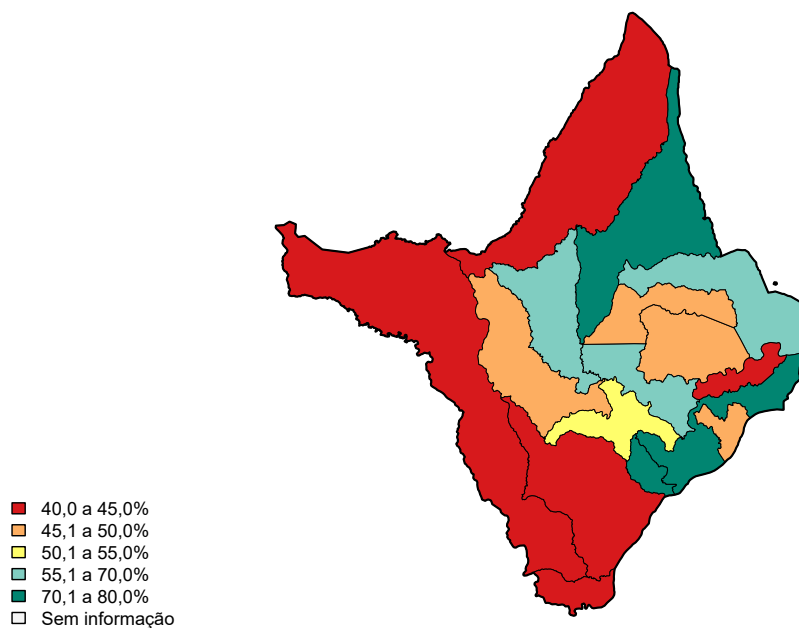 40,0 a 45,0%
45,1 a 50,0%
50,1 a 55,0%
55,1 a 70,0%
70,1 a 80,0%
Sem informação